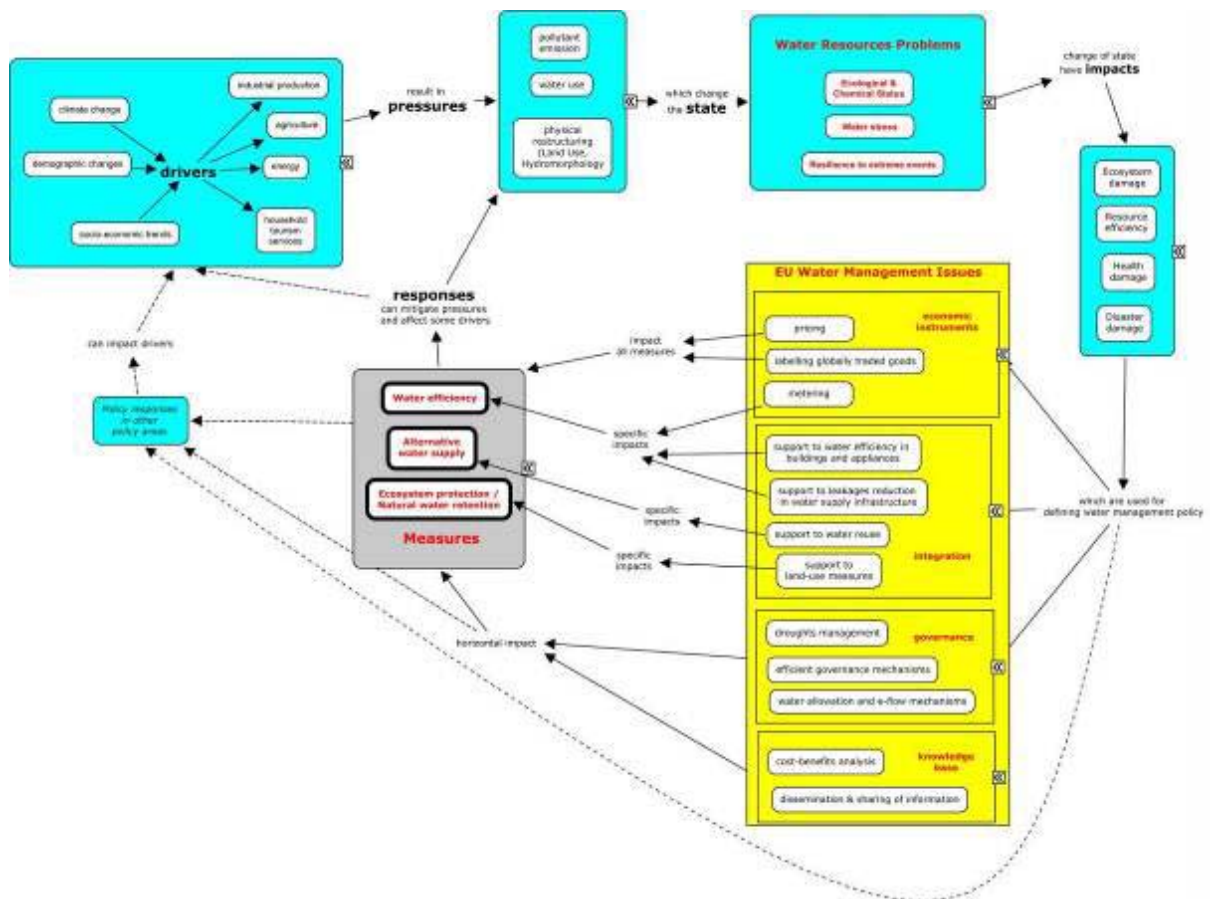 industrial production
climate change
agriculture
demographic changes
drivers
energy
socio-economic trends
household
tourism
services
result in
pressures
pollutant
emission
water use
physical
restructuring
(Land Use,
Hydromorphology
which change
the state
Water Resources Problems
Ecological &
Chemical Status
Water stress
Resilience to extreme events
change of state
have impacts
Ecosystem
damage
Resource
efficiency
Health
damage
Disaster
damage
which are used for
defining water management policy
responses
can mitigate pressures
and affect some drivers
can impact drivers
Policy responses
in other
policy areas
Water efficiency
Alternative
water supply
Ecosystem protection /
Natural water retention
Measures
impact
all measures
specific
impacts
specific
impacts
specific
impacts
horizontal impact
EU Water Management Issues
economic
instruments
pricing
labelling globally traded goods
metering
support to water efficiency in
buildings and appliances
support to leakages reduction
in water supply infrastructure
support to water reuse
support to
land-use measures
integration
droughts management
governance
efficient governance mechanisms
water allovation and e-flow mechanisms
cost-benefits analysis
knowledge
base
dissemination & sharing of information